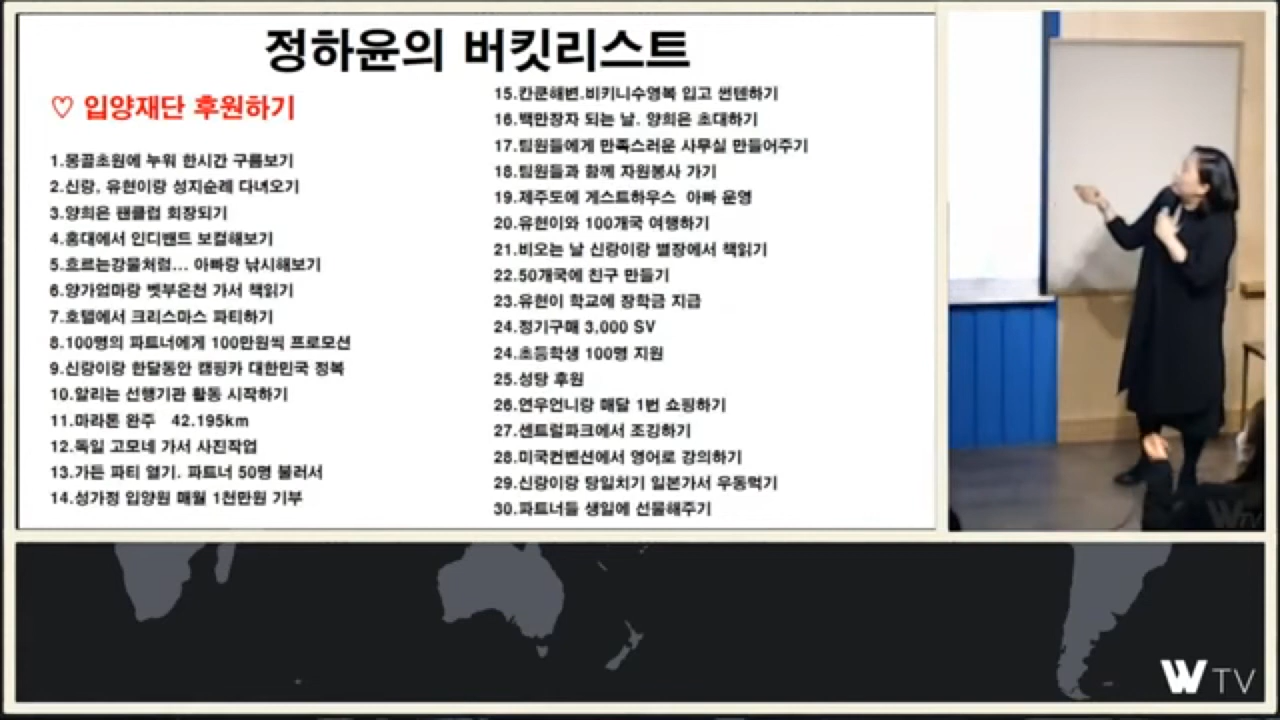 정하윤의 버킷리스트
♡ 입양재단 후원하기
1.몽골초원에 누워 한시간 구름보기
2.신랑, 유현이랑 성지순례 다녀오기
3.양희은 팬클럽 회장되기
4.홍대에서 인디밴드 보컬해보기
5.흐르는강물처럼... 아빠랑 낚시해보기
6.양가엄마랑 벳부온천 가서 책읽기
7.호텔에서 크리스마스 파티하기
8.100명의 파트너에게 100만원씩 프로모션
9.신랑이랑 한달동안 캠핑카 대한민국 정복
10.알리는 선행기관 활동 시작하기
11.마라톤 완주 42.195km
12.독일 고모네 가서 사진작업
13.가든 파티 열기. 파트너 50명 불러서
14.성가정 입양원 매월 1천만원 기부
15.칸쿤해변.비키니수영복 입고 썬텐하기
16.백만장자 되는 날. 양희은 초대하기
17.팀원들에게 만족스러운 사무실 만들어주기
18.팀원들과 함께 자원봉사 가기
19.제주도에 게스트하우스 아빠 운영
20.유현이와 100개국 여행하기
21.비오는 날 신랑이랑 별장에서 책읽기
22.50개국에 친구 만들기
23.유현이 학교에 장학금 지급
24.정기구매 3,000 SV
24.초등학생 100명 지원
25.성당 후원
26.연우언니랑 매달 1번 쇼핑하기
27.센트럴파크에서 조깅하기
28.미국컨벤션에서 영어로 강의하기
29.신랑이랑 당일치기 일본가서 우동먹기
30.파트너들 생일에 선물해주기
WTV
W TV